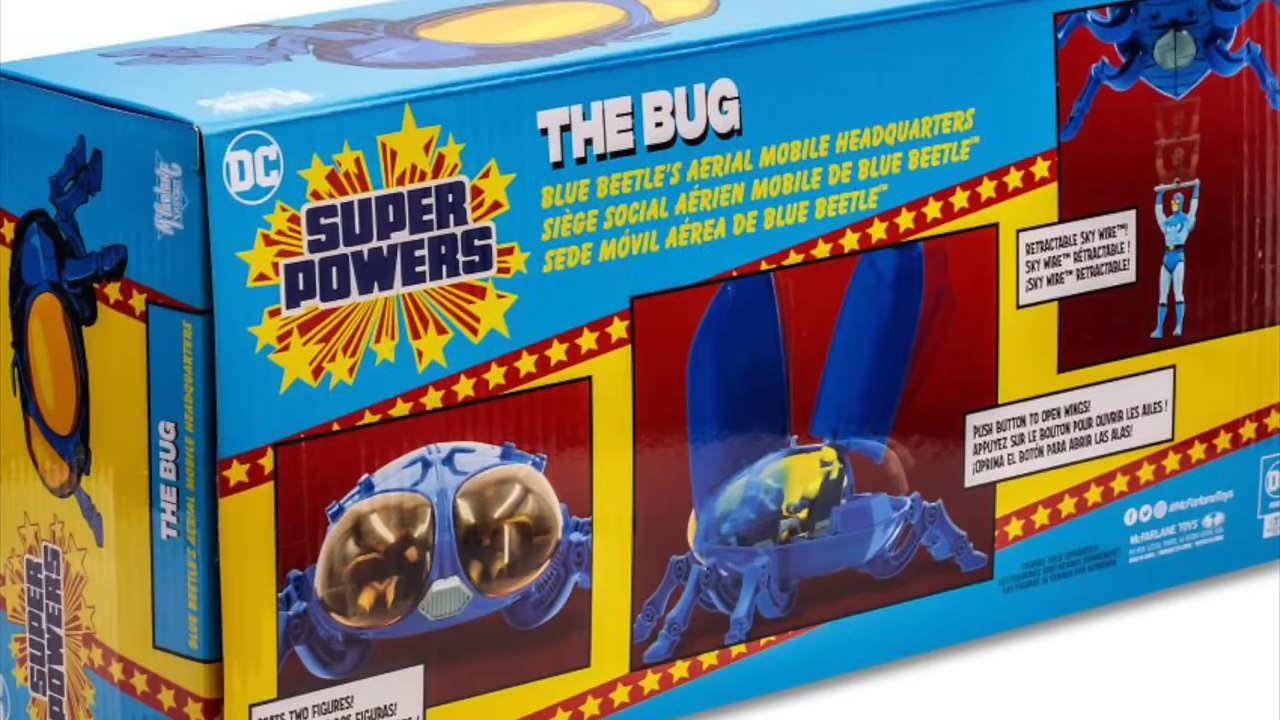 DC
SUPER
POWERS
THE BUG
BLUE BEETLE'S AERIAL MOBILE HEADQUARTERS
SIÈGE SOCIAL AÉRIEN MOBILE DE BLUE BEETLE™
SEDE MÓVIL AÉREA DE BLUE BEETLE™
RETRACTABLE SKY WIRE™!
SKY WIRE™ RÉTRACTABLE !
¡SKY WIRE™ RETRACTABLE!
PUSH BUTTON TO OPEN WINGS!
APPUYEZ SUR LE BOUTON POUR OUVRIR LES AILES !
¡OPRIMA EL BOTÓN PARA ABRIR LAS ALAS!
TWO FIGURES!
FIGURAS!
#McFarlaneToys
McFARLANE TOYS
THE BUG
BLUE BEETLE'S AERIAL MOBILE HEADQUARTERS
SUPER
POWERS